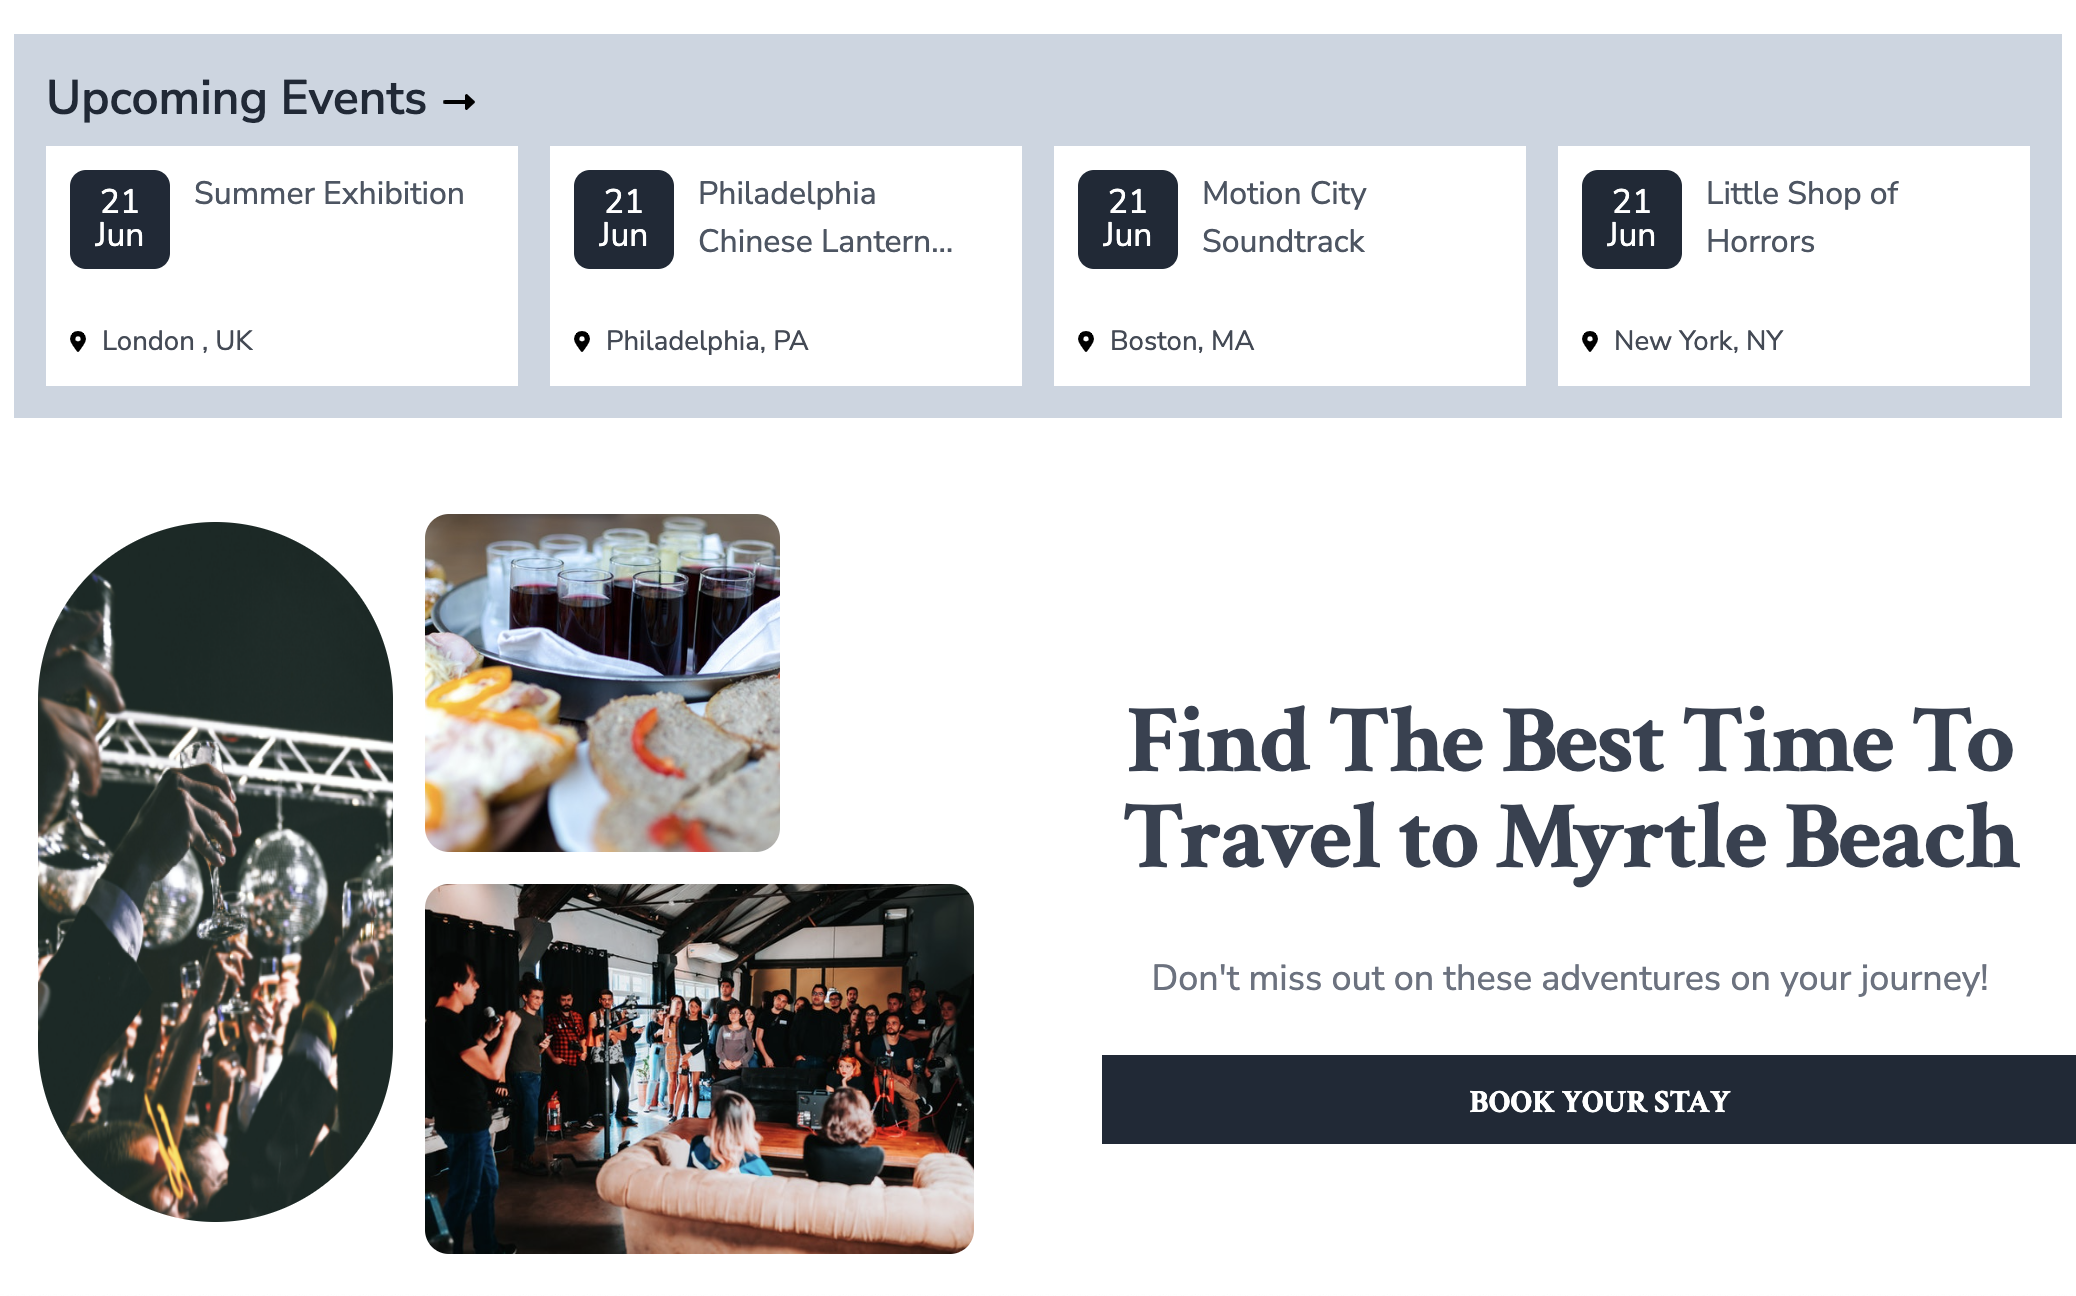 Upcoming Events →
21
Jun
Summer Exhibition
London , UK
21
Jun
Philadelphia
Chinese Lantern...
Philadelphia, PA
21
Jun
Motion City
Soundtrack
Boston, MA
21
Jun
Little Shop of
Horrors
New York, NY
Find The Best Time To
Travel to Myrtle Beach
Don't miss out on these adventures on your journey!
BOOK YOUR STAY